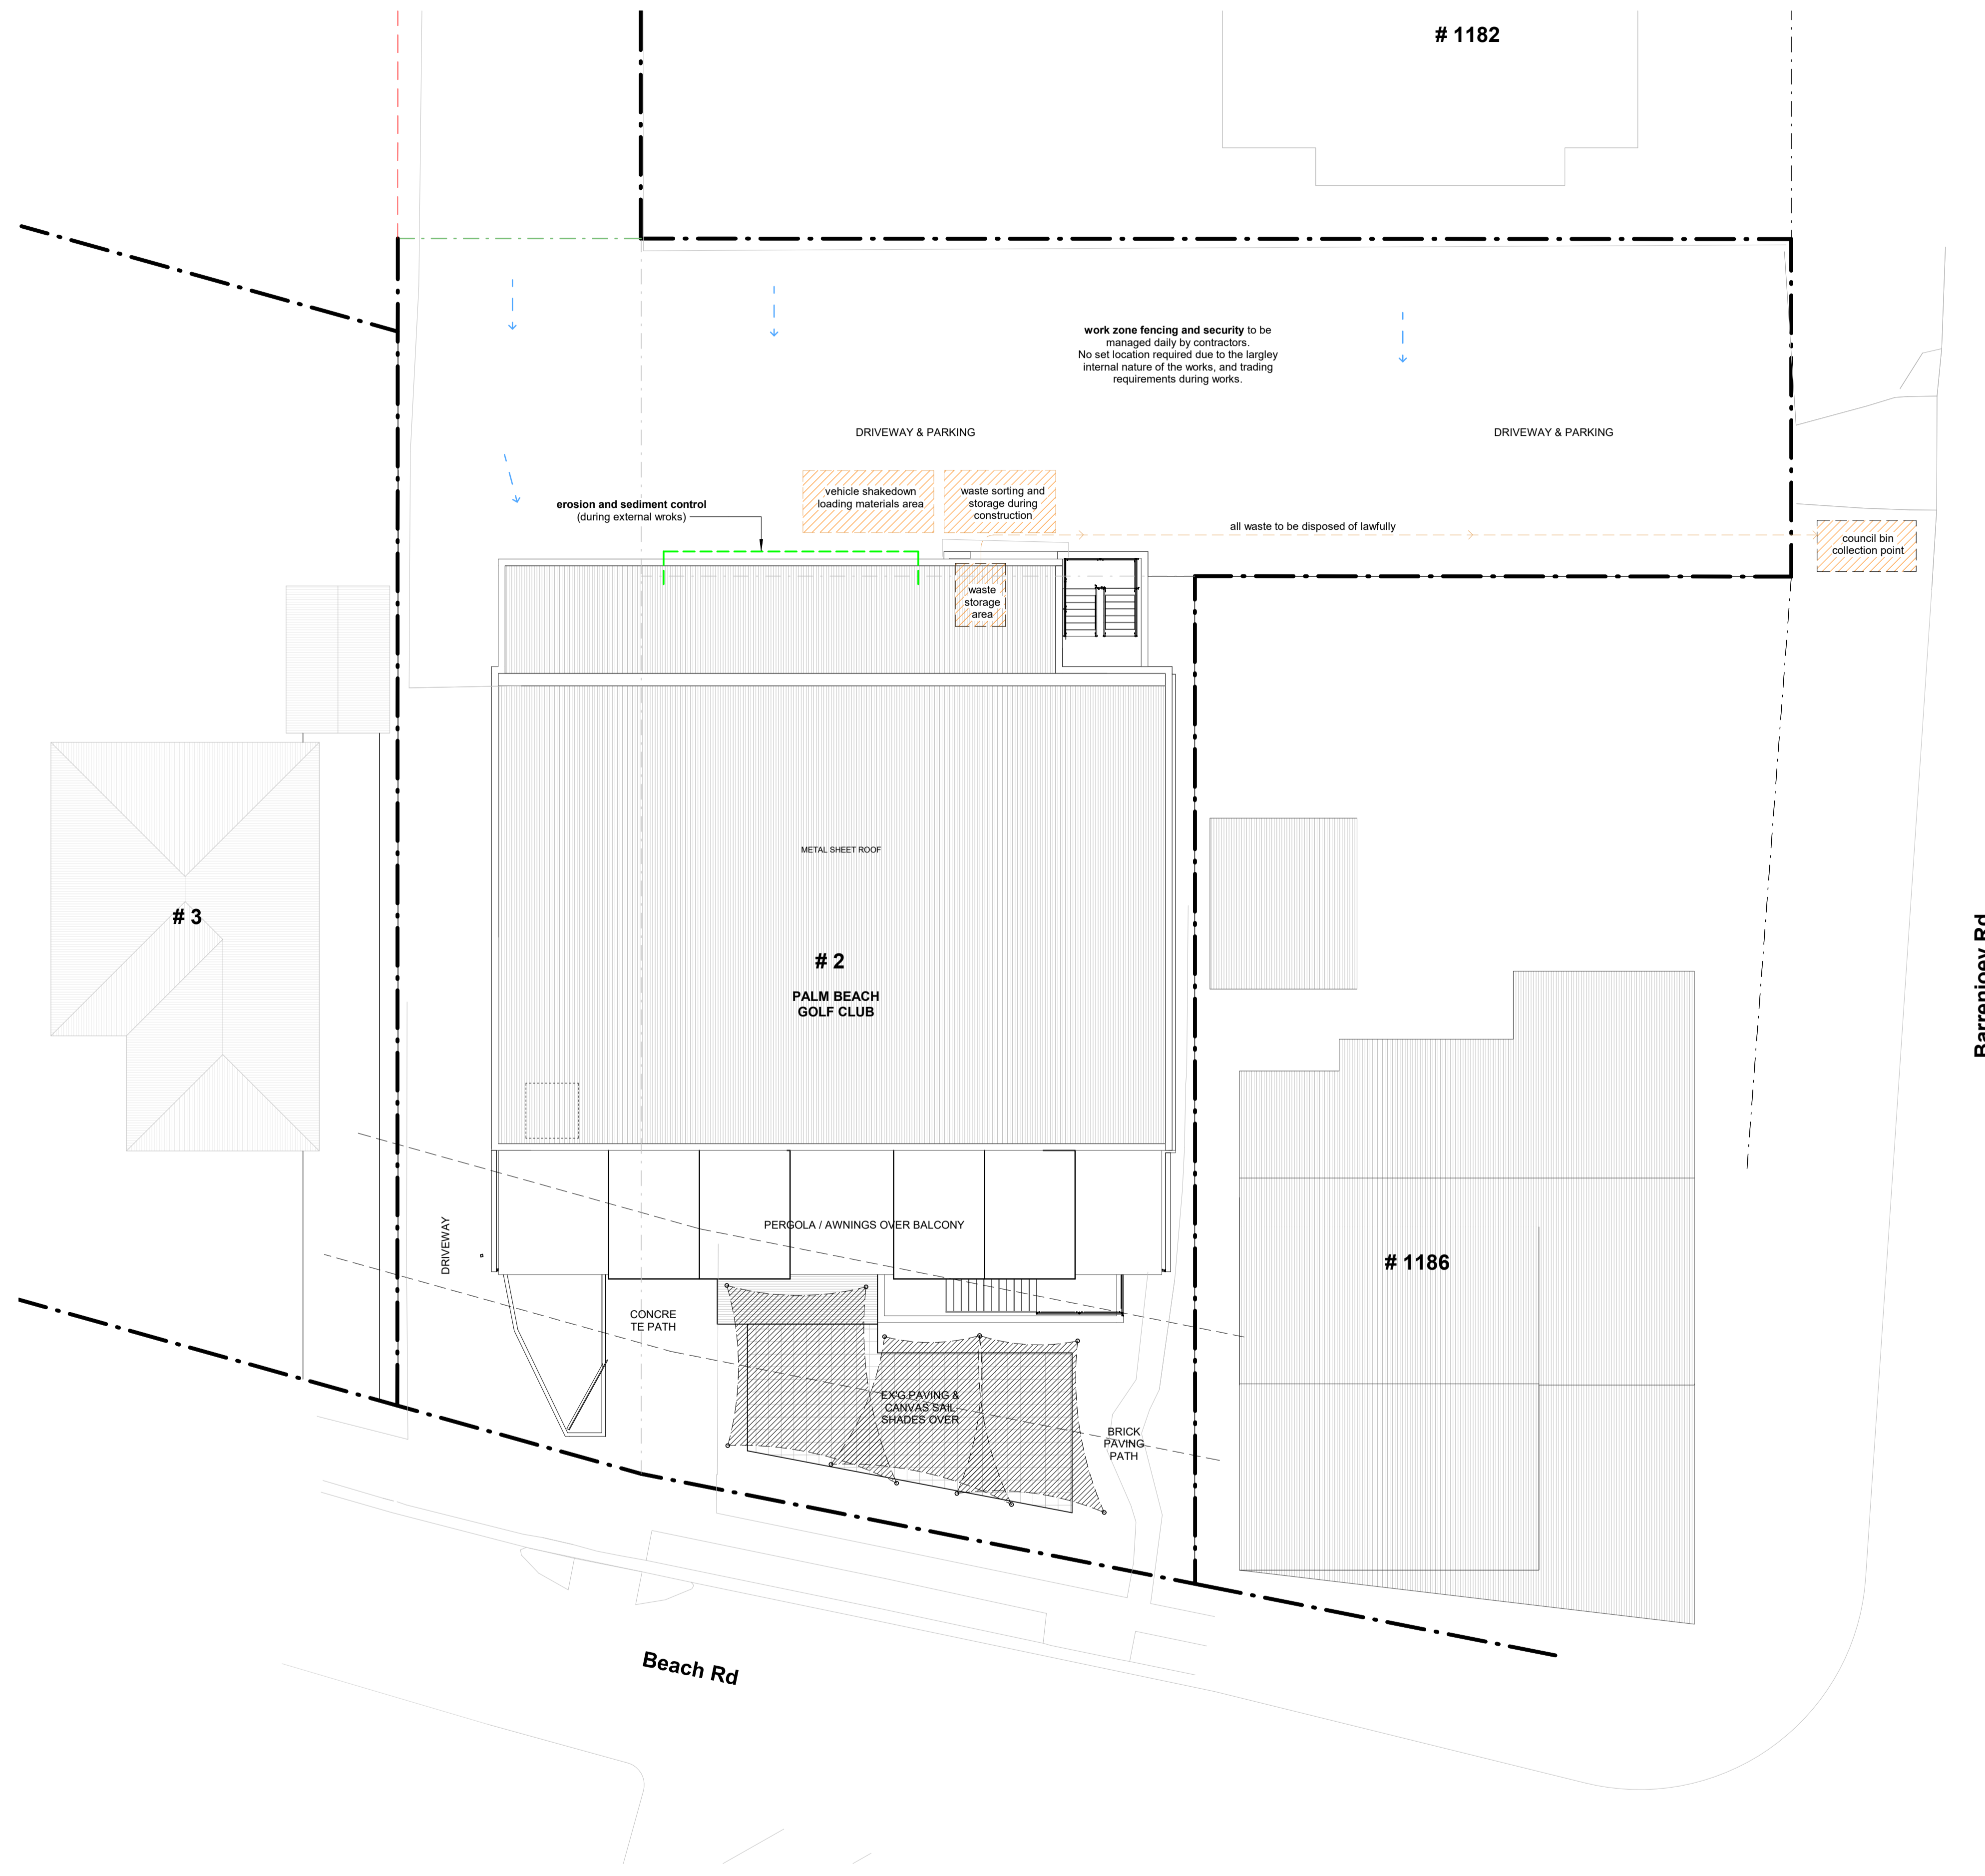 # 1182
work zone fencing and security to be
managed daily by contractors.
No set location required due to the largley
internal nature of the works, and trading
requirements during works.
DRIVEWAY & PARKING
DRIVEWAY & PARKING
erosion and sediment control
(during external wroks)
vehicle shakedown
loading materials area
waste sorting and
storage during
construction
all waste to be disposed of lawfully
council bin
collection point
waste
storage
area
METAL SHEET ROOF
# 3
# 2
PALM BEACH
GOLF CLUB
Barrenjoey Rd
DRIVEWAY
PERGOLA / AWNINGS OVER BALCONY
# 1186
CONCRE
TE PATH
EX'G PAVING &
CANVAS SAIL
SHADES OVER
BRICK
PAVING
PATH
Beach Rd